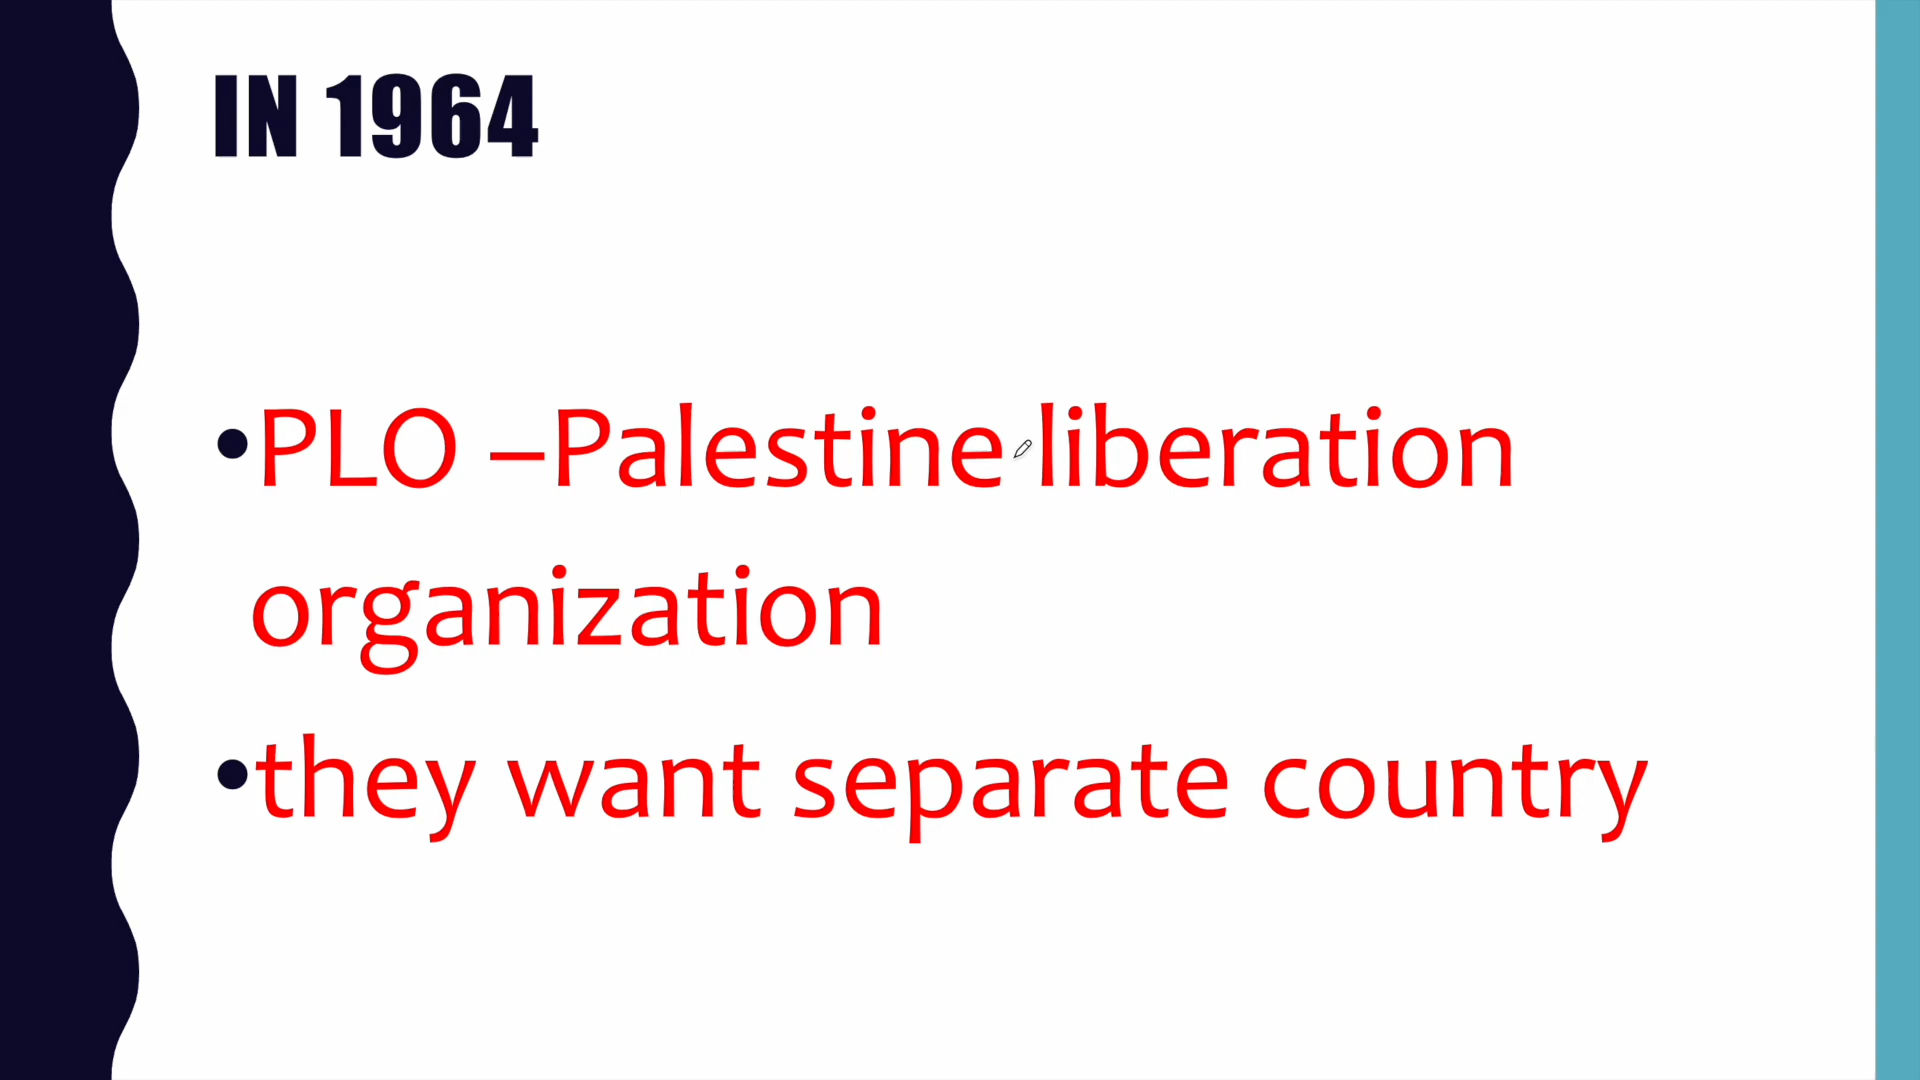 IN 1964
•PLO –Palestine liberation
organization
•they want separate country